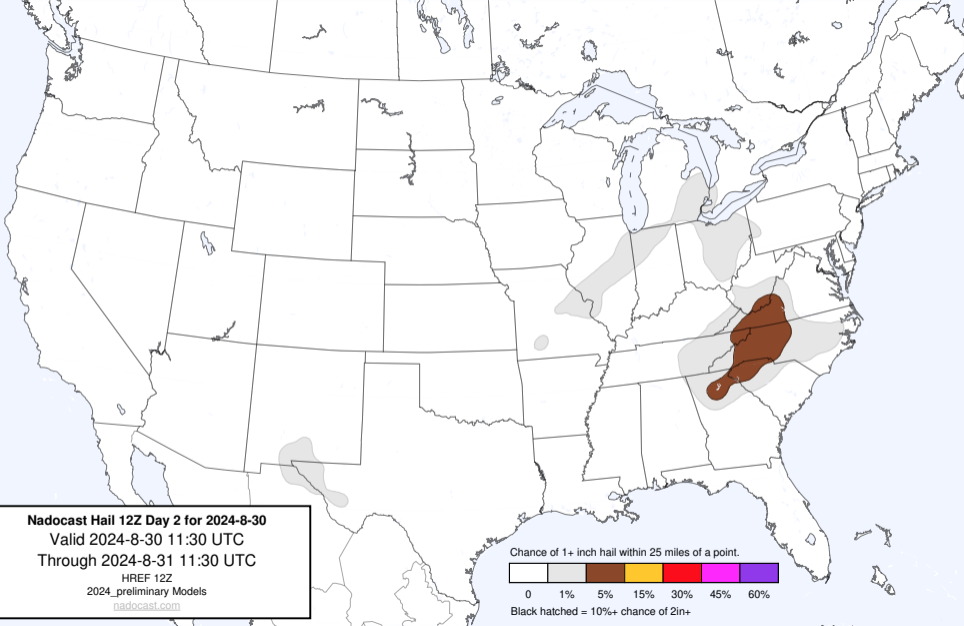 Nadocast Hail 12Z Day 2 for 2024-8-30
Valid 2024-8-30 11:30 UTC
Through 2024-8-31 11:30 UTC
HREF 12Z
2024_preliminary Models
nadocast.com
Chance of 1+ inch hail within 25 miles of a point.
0 1% 5% 15% 30% 45% 60%
Black hatched = 10%+ chance of 2in+